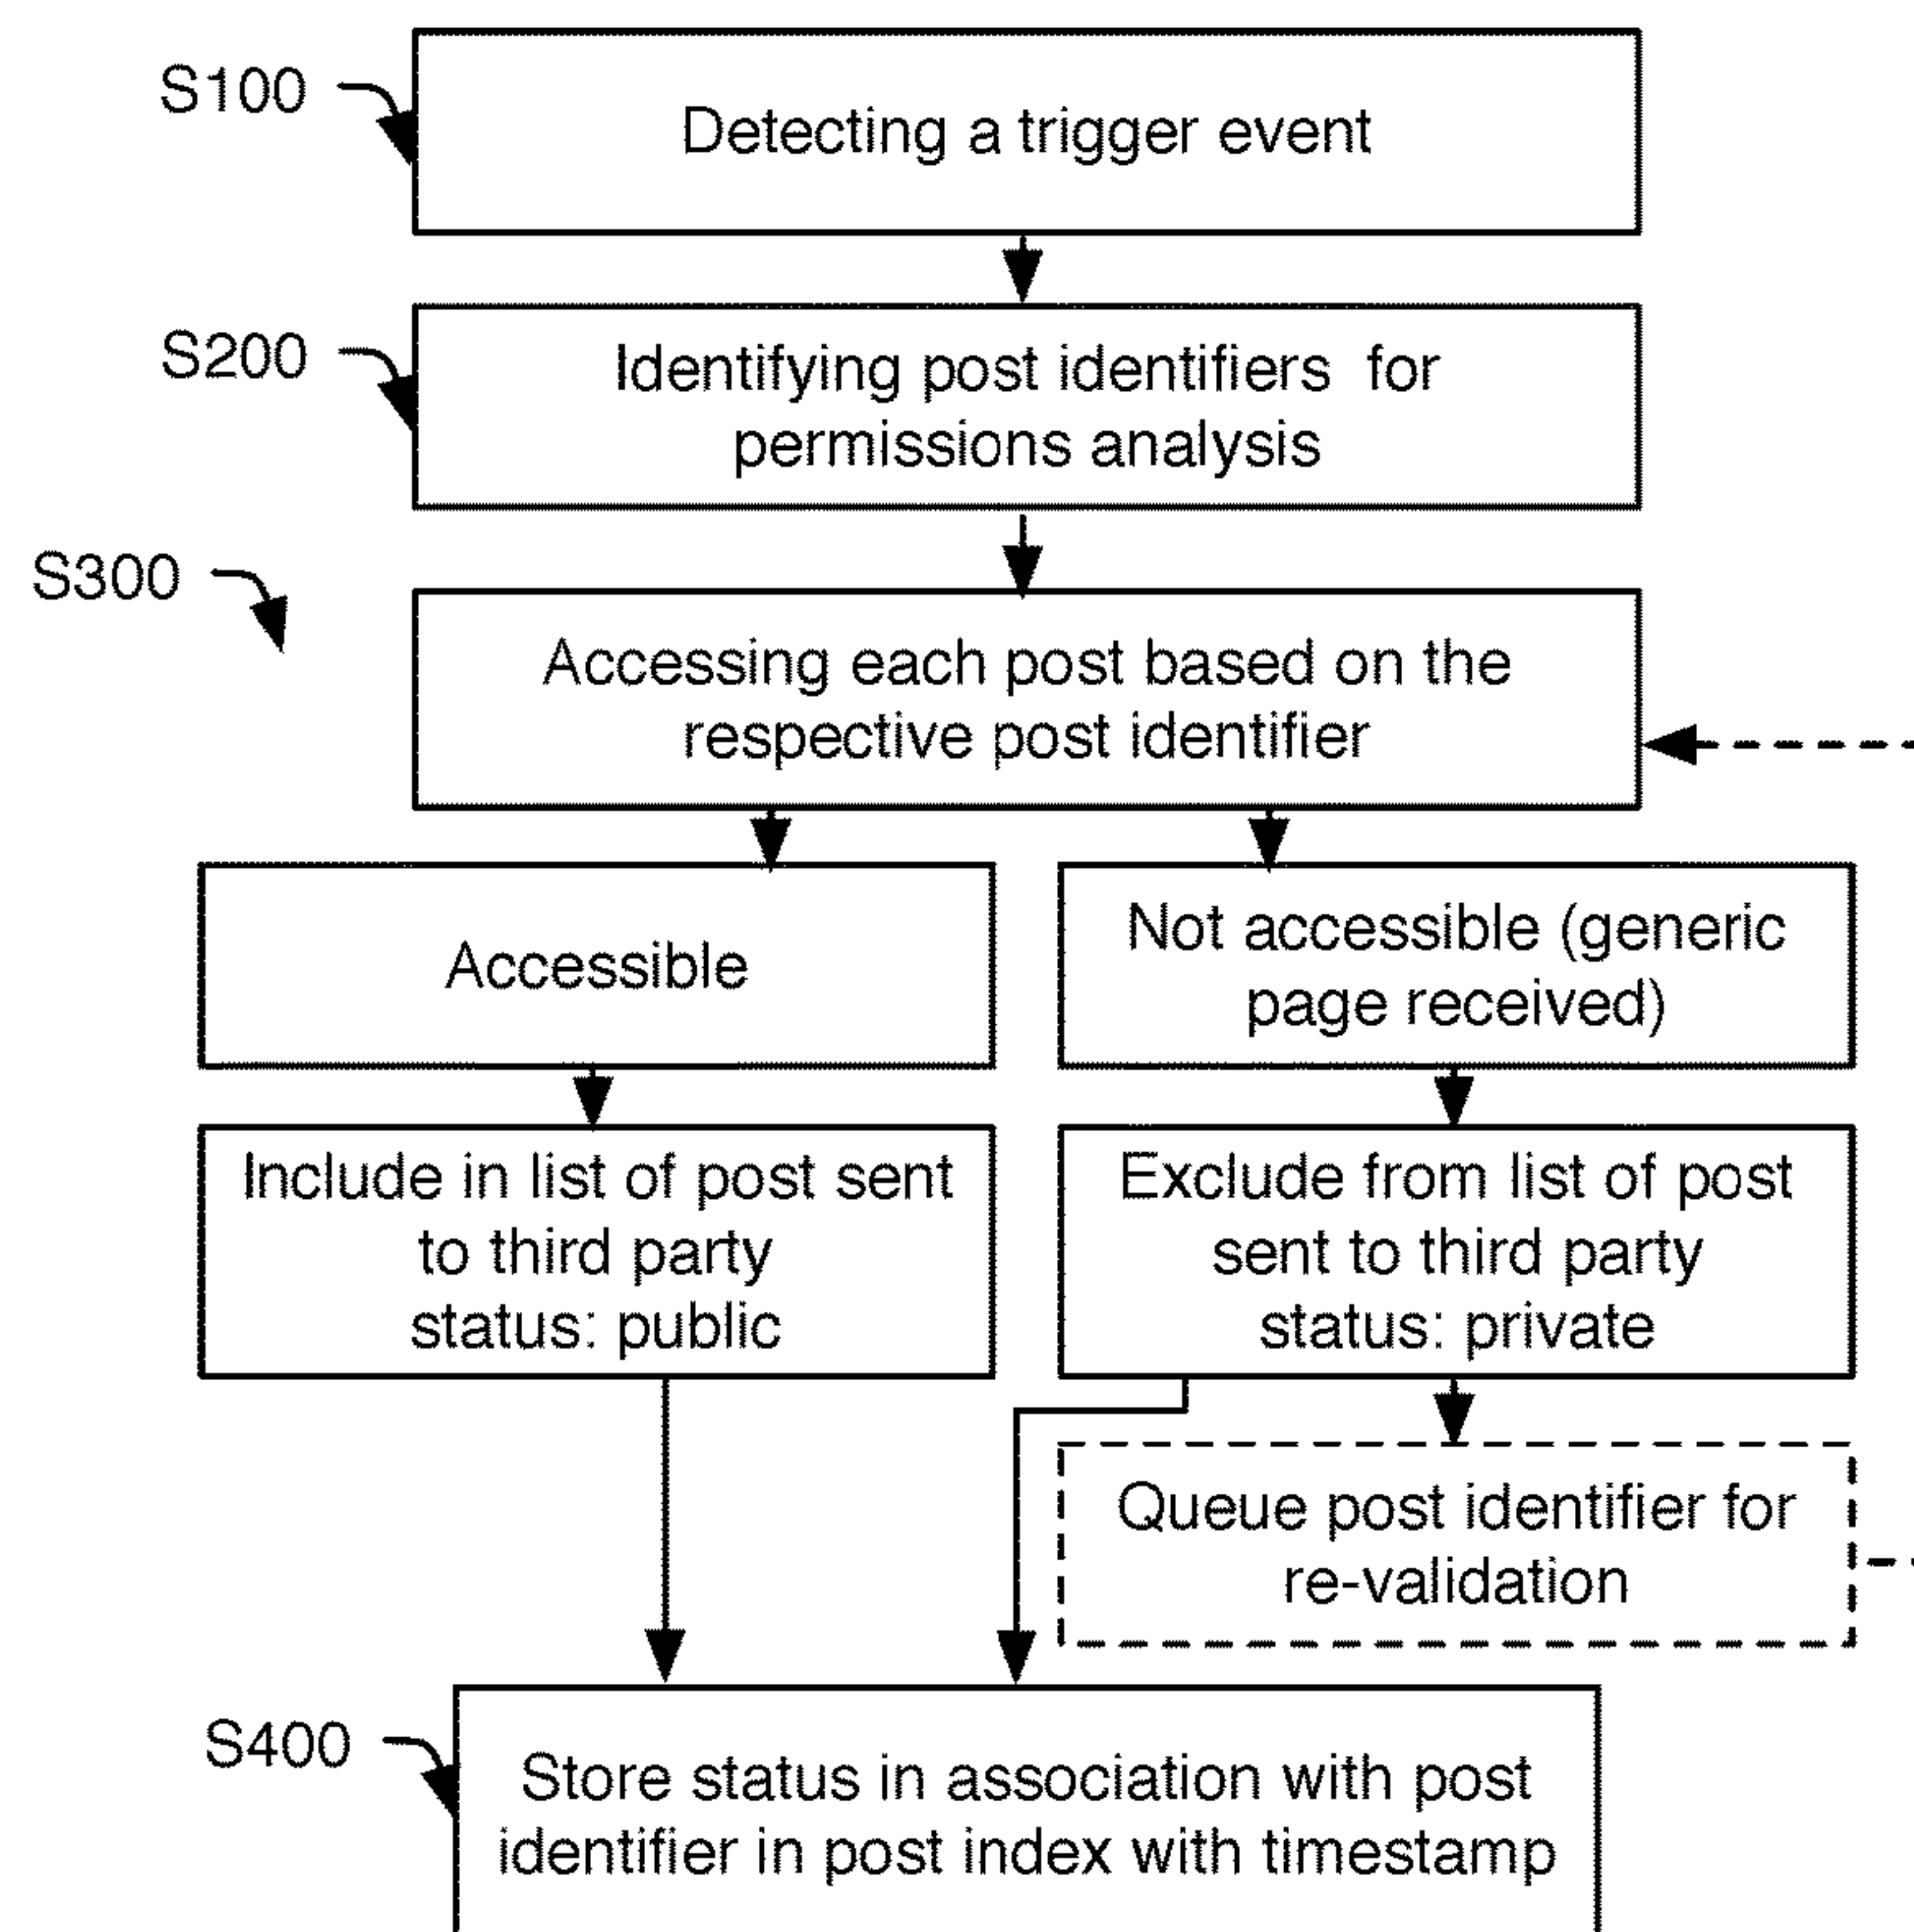 S100
Detecting a trigger event
S200
Identifying post identifiers for
permissions analysis
S300
Accessing each post based on the
respective post identifier
Accessible
Not accessible (generic
page received)
Include in list of post sent
to third party
status: public
Exclude from list of post
sent to third party
status: private
Queue post identifier for
re-validation
S400
Store status in association with post
identifier in post index with timestamp